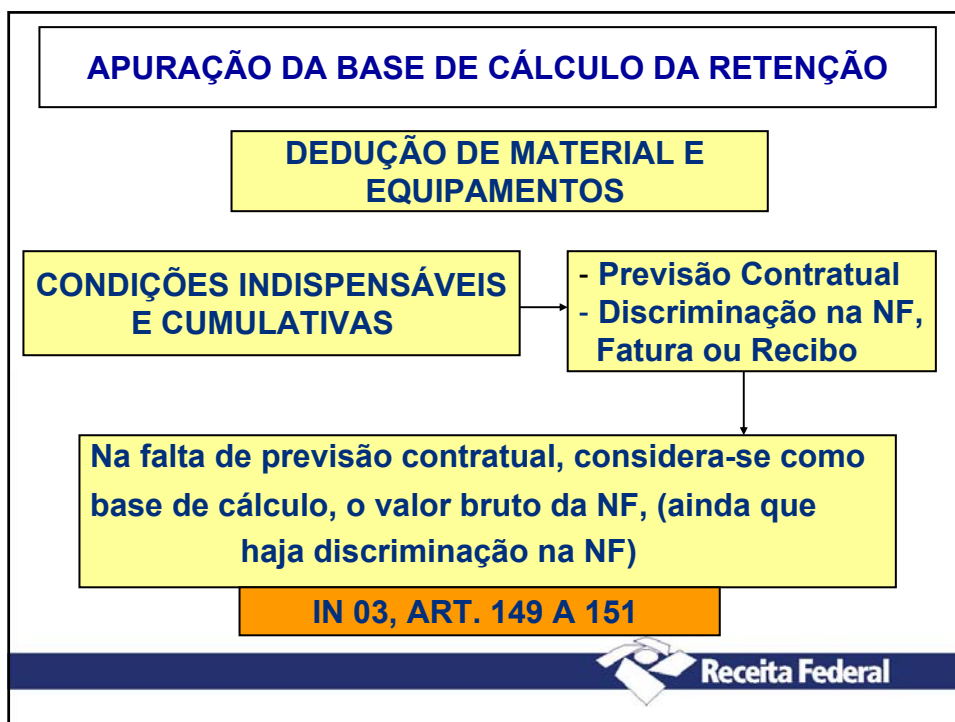 APURAÇÃO DA BASE DE CÁLCULO DA RETENÇÃO
DEDUÇÃO DE MATERIAL E
EQUIPAMENTOS
CONDIÇÕES INDISPENSÁVEIS
E CUMULATIVAS
- Previsão Contratual
- Discriminação na NF,
Fatura ou Recibo
Na falta de previsão contratual, considera-se como
base de cálculo, o valor bruto da NF, (ainda que
haja discriminação na NF)
IN 03, ART. 149 A 151
Receita Federal